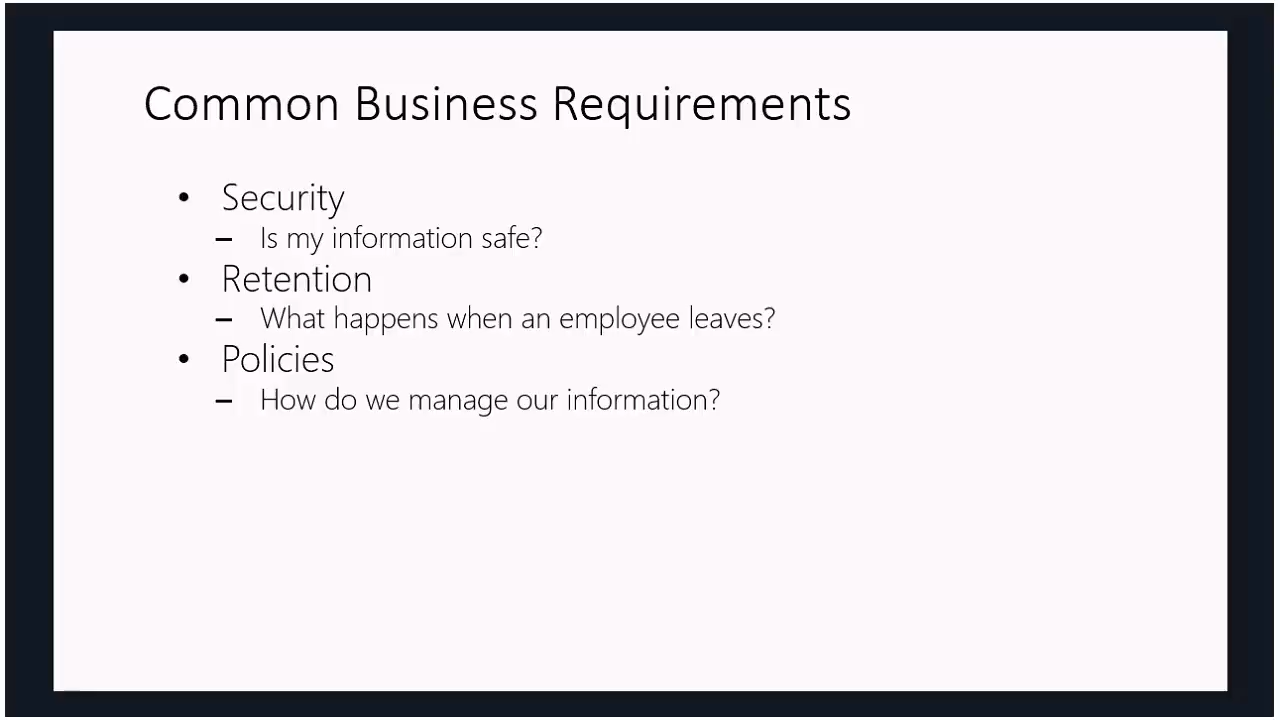 Common Business Requirements
• Security
– Is my information safe?
• Retention
– What happens when an employee leaves?
• Policies
– How do we manage our information?